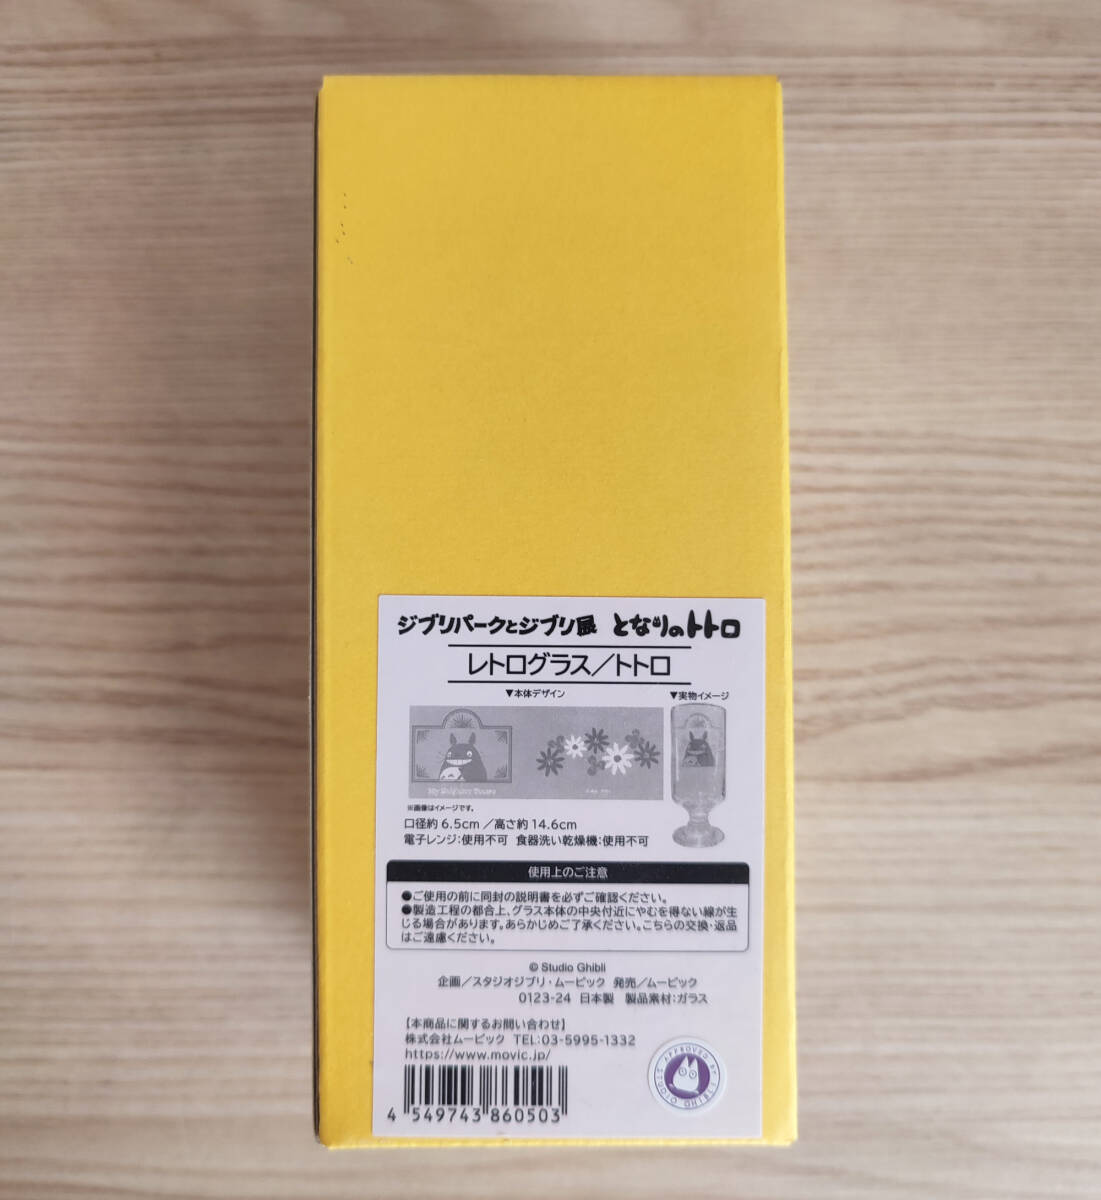 ジブリパークとジブリ展 となりのトトロ
レトログラス／トトロ
▼本体デザイン ▼実物イメージ
My Neighbor Totoro
※画像はイメージです。
口径約 6.5cm ／高さ約 14.6cm
電子レンジ:使用不可 食器洗い乾燥機:使用不可
使用上のご注意
●ご使用の前に同封の説明書を必ずご確認ください。
●製造工程の都合上、グラス本体の中央付近にやむを得ない線が生
じる場合があります。あらかじめご了承ください。こちらの交換・返品
はご遠慮ください。
© Studio Ghibli
企画／スタジオジブリ・ムービック 発売／ムービック
0123-24 日本製 製品素材:ガラス
【本商品に関するお問い合わせ】
株式会社ムービック TEL:03-5995-1332
https://www.movic.jp/
4 549743 860503
APPROVED BY STUDIO GHIBLI